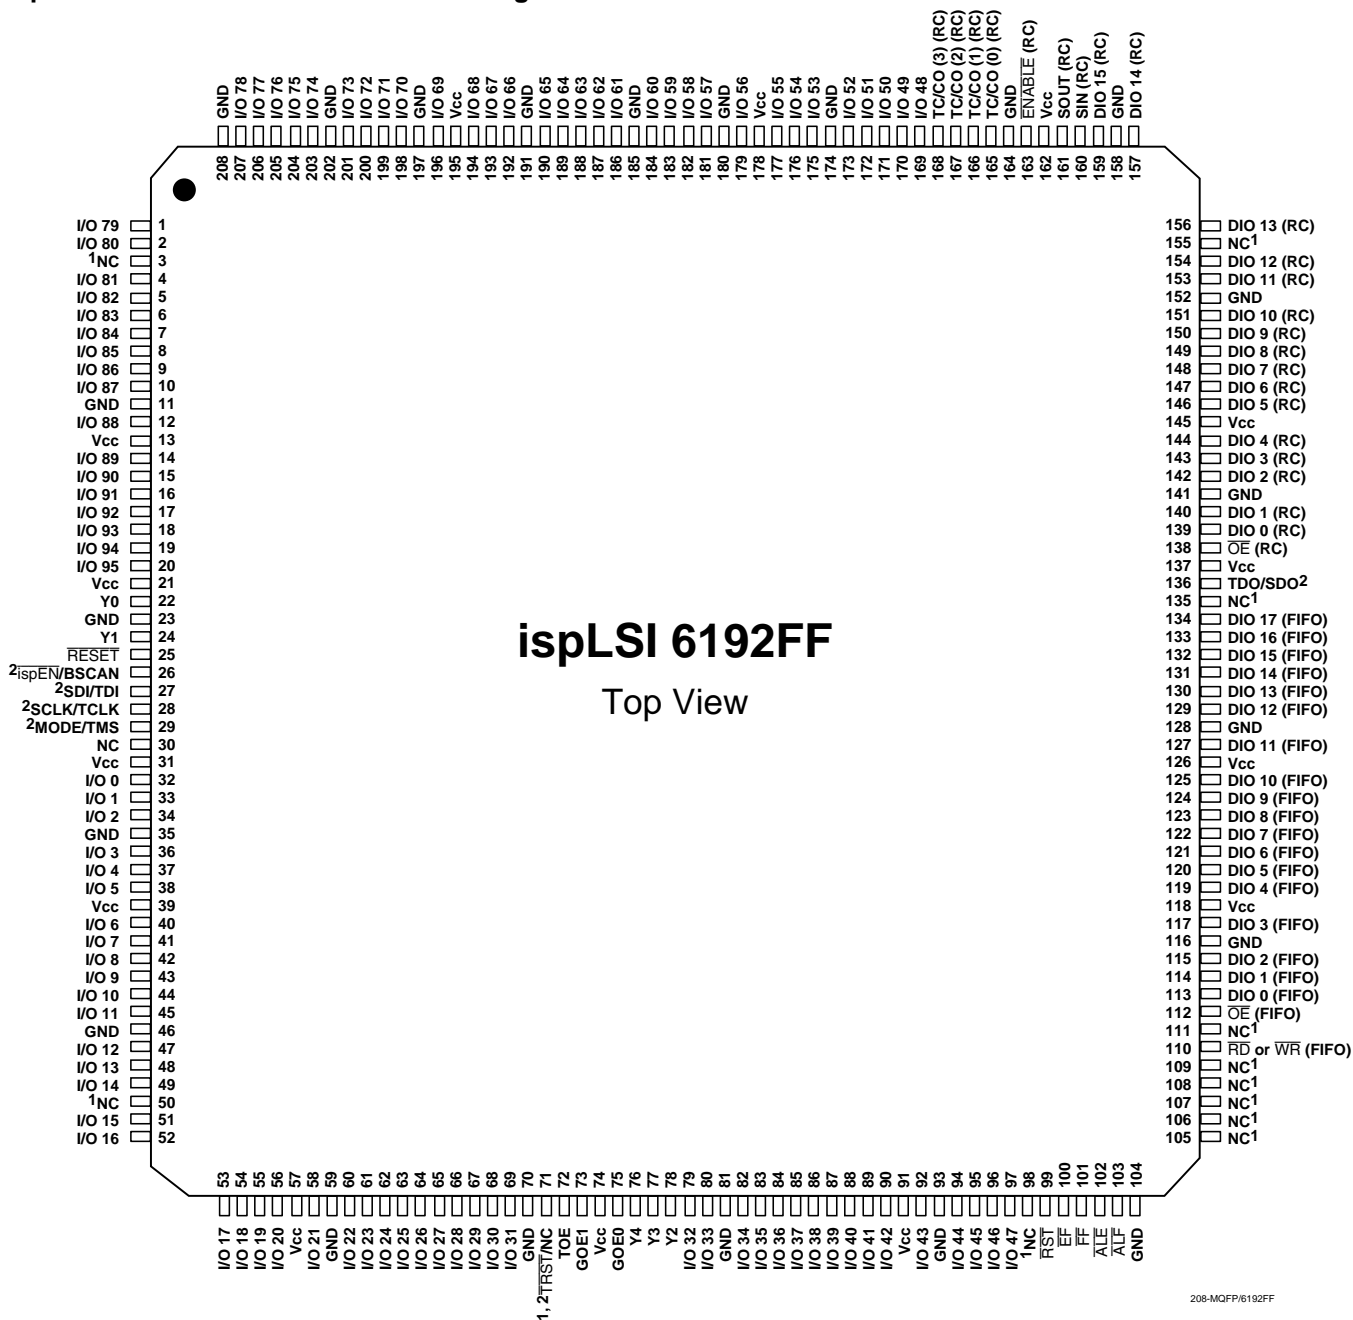 208 GND
207 I/O 78
206 I/O 77
205 I/O 76
204 I/O 75
203 I/O 74
202 GND
201 I/O 73
200 I/O 72
199 I/O 71
198 I/O 70
197 GND
196 I/O 69
195 Vcc
194 I/O 68
193 I/O 67
192 I/O 66
191 GND
190 I/O 65
189 I/O 64
188 I/O 63
187 I/O 62
186 I/O 61
185 GND
184 I/O 60
183 I/O 59
182 I/O 58
181 I/O 57
180 GND
179 I/O 56
178 Vcc
177 I/O 55
176 I/O 54
175 I/O 53
174 GND
173 I/O 52
172 I/O 51
171 I/O 50
170 I/O 49
169 I/O 48
168 TC/CO (3) (RC)
167 TC/CO (2) (RC)
166 TC/CO (1) (RC)
165 TC/CO (0) (RC)
164 GND
163 ENABLE (RC)
162 Vcc
161 SOUT (RC)
160 SIN (RC)
159 DIO 15 (RC)
158 GND
157 DIO 14 (RC)
I/O 79 1
I/O 80 2
1NC 3
I/O 81 4
I/O 82 5
I/O 83 6
I/O 84 7
I/O 85 8
I/O 86 9
I/O 87 10
GND 11
I/O 88 12
Vcc 13
I/O 89 14
I/O 90 15
I/O 91 16
I/O 92 17
I/O 93 18
I/O 94 19
I/O 95 20
Vcc 21
Y0 22
GND 23
Y1 24
RESET 25
2ispEN/BSCAN 26
2SDI/TDI 27
2SCLK/TCLK 28
2MODE/TMS 29
NC 30
Vcc 31
I/O 0 32
I/O 1 33
I/O 2 34
GND 35
I/O 3 36
I/O 4 37
I/O 5 38
Vcc 39
I/O 6 40
I/O 7 41
I/O 8 42
I/O 9 43
I/O 10 44
I/O 11 45
GND 46
I/O 12 47
I/O 13 48
I/O 14 49
1NC 50
I/O 15 51
I/O 16 52
ispLSI 6192FF
Top View
156 DIO 13 (RC)
155 NC1
154 DIO 12 (RC)
153 DIO 11 (RC)
152 GND
151 DIO 10 (RC)
150 DIO 9 (RC)
149 DIO 8 (RC)
148 DIO 7 (RC)
147 DIO 6 (RC)
146 DIO 5 (RC)
145 Vcc
144 DIO 4 (RC)
143 DIO 3 (RC)
142 DIO 2 (RC)
141 GND
140 DIO 1 (RC)
139 DIO 0 (RC)
138 OE (RC)
137 Vcc
136 TDO/SDO2
135 NC1
134 DIO 17 (FIFO)
133 DIO 16 (FIFO)
132 DIO 15 (FIFO)
131 DIO 14 (FIFO)
130 DIO 13 (FIFO)
129 DIO 12 (FIFO)
128 GND
127 DIO 11 (FIFO)
126 Vcc
125 DIO 10 (FIFO)
124 DIO 9 (FIFO)
123 DIO 8 (FIFO)
122 DIO 7 (FIFO)
121 DIO 6 (FIFO)
120 DIO 5 (FIFO)
119 DIO 4 (FIFO)
118 Vcc
117 DIO 3 (FIFO)
116 GND
115 DIO 2 (FIFO)
114 DIO 1 (FIFO)
113 DIO 0 (FIFO)
112 OE (FIFO)
111 NC1
110 RD or WR (FIFO)
109 NC1
108 NC1
107 NC1
106 NC1
105 NC1
53 I/O 17
54 I/O 18
55 I/O 19
56 I/O 20
57 Vcc
58 I/O 21
59 GND
60 I/O 22
61 I/O 23
62 I/O 24
63 I/O 25
64 I/O 26
65 I/O 27
66 I/O 28
67 I/O 29
68 I/O 30
69 I/O 31
70 GND
71 1, 2TRST/NC
72 TOE
73 GOE1
74 Vcc
75 GOE0
76 Y4
77 Y3
78 Y2
79 I/O 32
80 I/O 33
81 GND
82 I/O 34
83 I/O 35
84 I/O 36
85 I/O 37
86 I/O 38
87 I/O 39
88 I/O 40
89 I/O 41
90 I/O 42
91 Vcc
92 I/O 43
93 GND
94 I/O 44
95 I/O 45
96 I/O 46
97 I/O 47
98 1NC
99 RST
100 EF
101 FF
102 ALE
103 ALF
104 GND
208-MQFP/6192FF